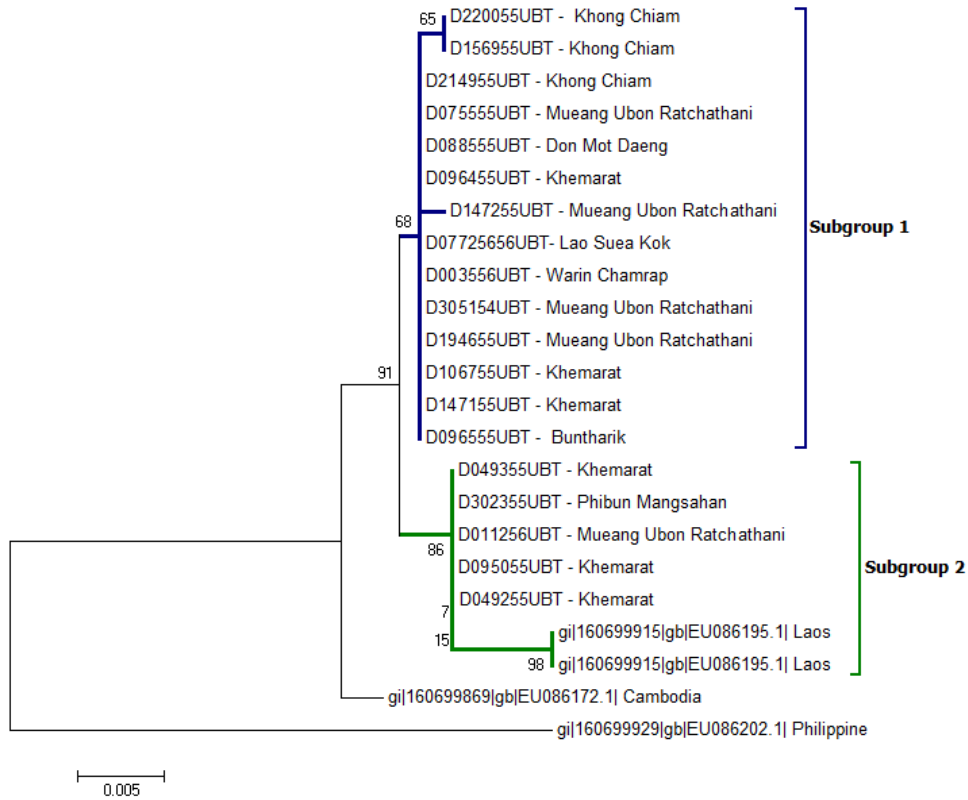 65
D220055UBT - Khong Chiam
D156955UBT - Khong Chiam
D214955UBT - Khong Chiam
D075555UBT - Mueang Ubon Ratchathani
D088555UBT - Don Mot Daeng
D096455UBT - Khemarat
D147255UBT - Mueang Ubon Ratchathani
68
Subgroup 1
D07725656UBT- Lao Suea Kok
D003556UBT - Warin Chamrap
D305154UBT - Mueang Ubon Ratchathani
D194655UBT - Mueang Ubon Ratchathani
91
D106755UBT - Khemarat
D147155UBT - Khemarat
D096555UBT - Buntharik
D049355UBT - Khemarat
D302355UBT - Phibun Mangsahan
D011256UBT - Mueang Ubon Ratchathani
86
D095055UBT - Khemarat
Subgroup 2
D049255UBT - Khemarat
7
gi|160699915|gb|EU086195.1| Laos
15
98
gi|160699915|gb|EU086195.1| Laos
gi|160699869|gb|EU086172.1| Cambodia
gi|160699929|gb|EU086202.1| Philippine
0.005